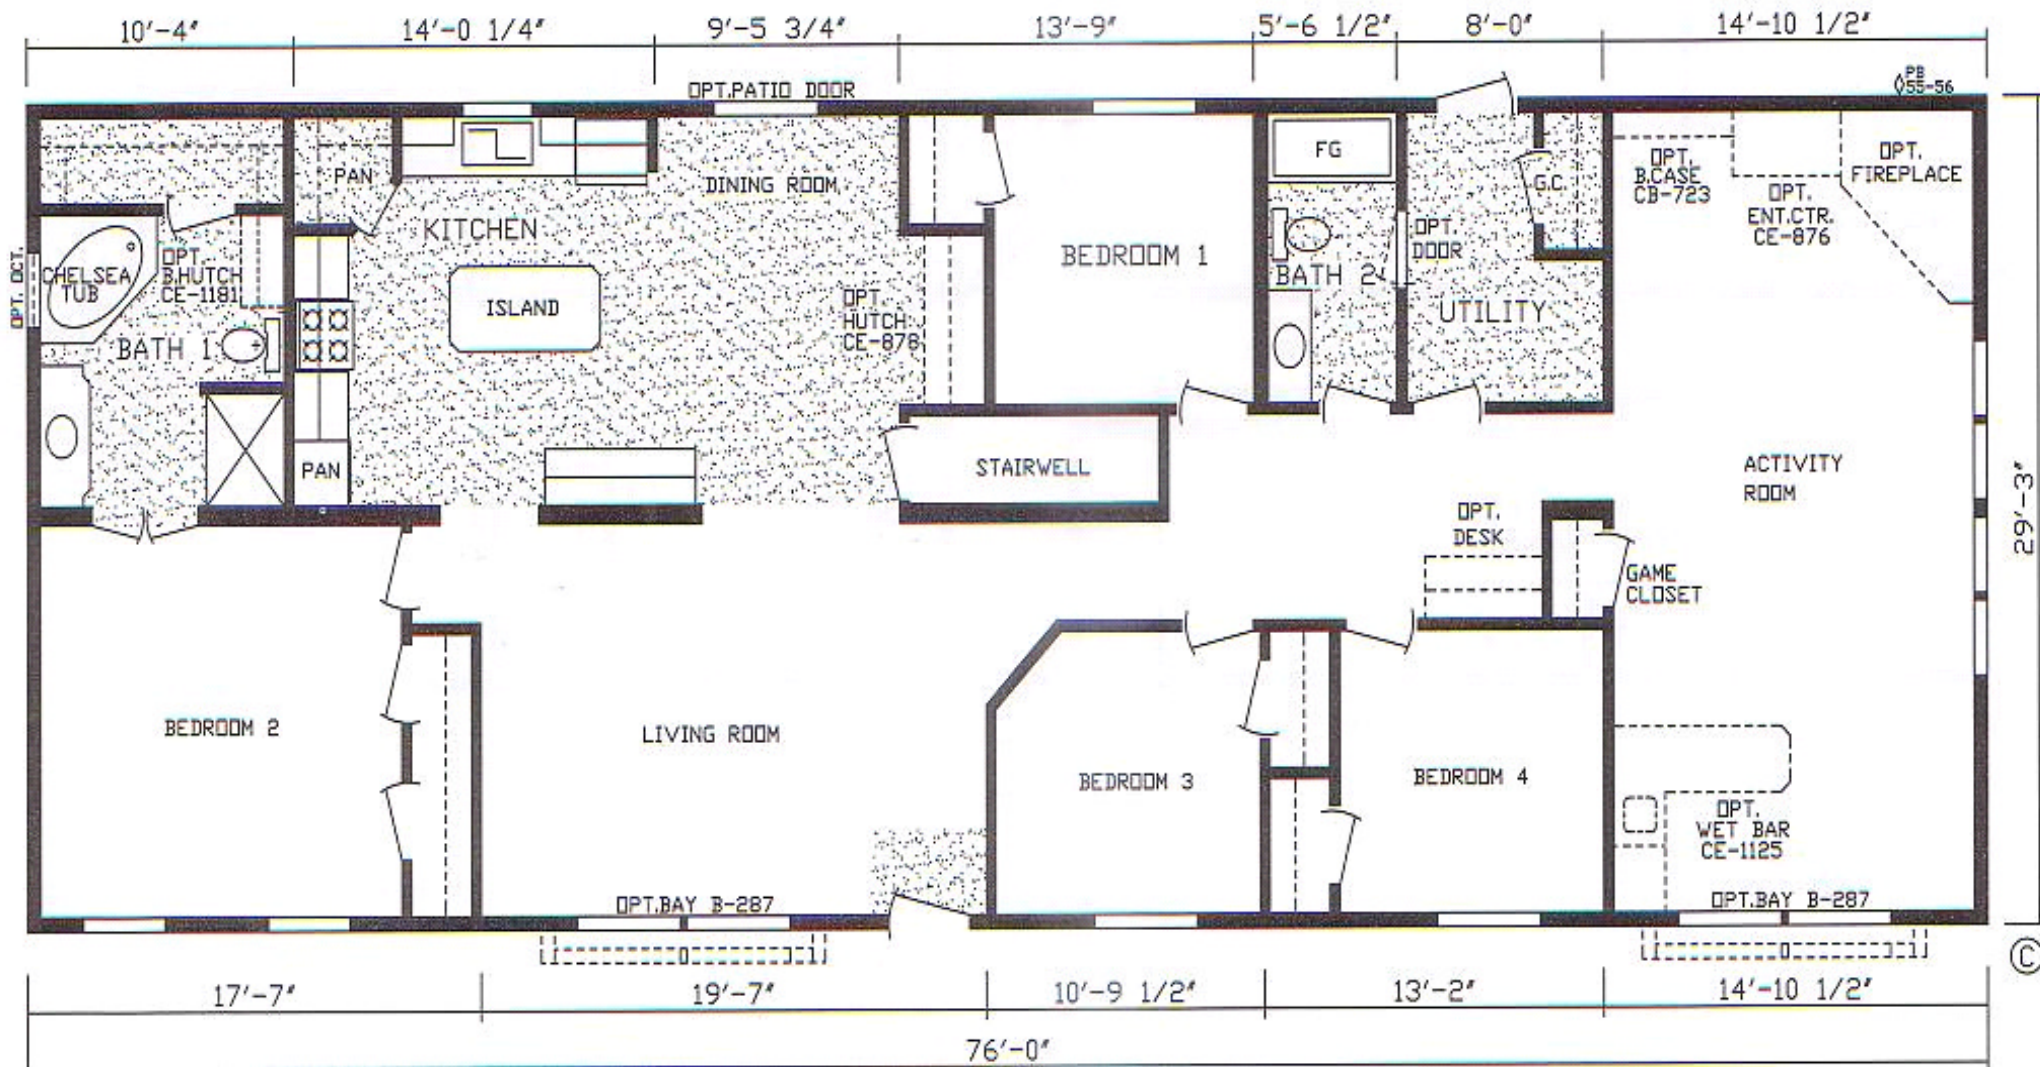 10'-4"
14'-0 1/4"
9'-5 3/4"
13'-9"
5'-6 1/2"
8'-0"
14'-10 1/2"
OPT.PATIO DOOR
PB
55-56
PAN
DINING ROOM
KITCHEN
FG
G.C.
OPT.
B.CASE
CB-723
OPT.
ENT.CTR.
CE-876
OPT.
FIREPLACE
OPT. OCT.
CHELSEA
TUB
OPT.
B.HUTCH
CE-1181
BATH 1
ISLAND
OPT.
HUTCH
CE-878
BEDROOM 1
BATH 2
OPT.
DOOR
UTILITY
PAN
STAIRWELL
ACTIVITY
ROOM
29'-3"
OPT.
DESK
GAME
CLOSET
BEDROOM 2
LIVING ROOM
BEDROOM 3
BEDROOM 4
OPT.
WET BAR
CE-1125
OPT.BAY B-287
OPT.BAY B-287
©
17'-7"
19'-7"
10'-9 1/2"
13'-2"
14'-10 1/2"
76'-0"